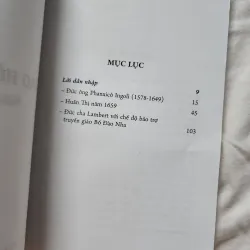 MỤC LỤC
Lời dẫn nhập 9
– Đức ông Phanxicô Ingoli (1578-1649) 15
– Huấn Thị năm 1659 45
– Đức cha Lambert với chế độ bảo trợ
truyền giáo Bồ Đào Nha 103